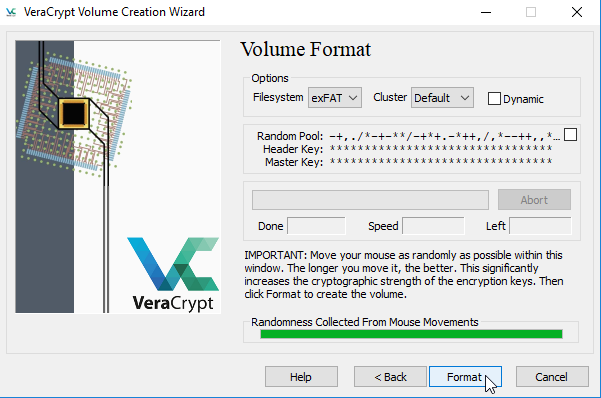 VeraCrypt Volume Creation Wizard
Volume Format
Options
Filesystem exFAT Cluster Default Dynamic
Random Pool: -+,./*-+-**/-+*+.-*++,/,*--++,,*...
Header Key: ********************************
Master Key: ********************************
Abort
Done Speed Left
IMPORTANT: Move your mouse as randomly as possible within this
window. The longer you move it, the better. This significantly
increases the cryptographic strength of the encryption keys. Then
click Format to create the volume.
VeraCrypt
Randomness Collected From Mouse Movements
Help < Back Format Cancel